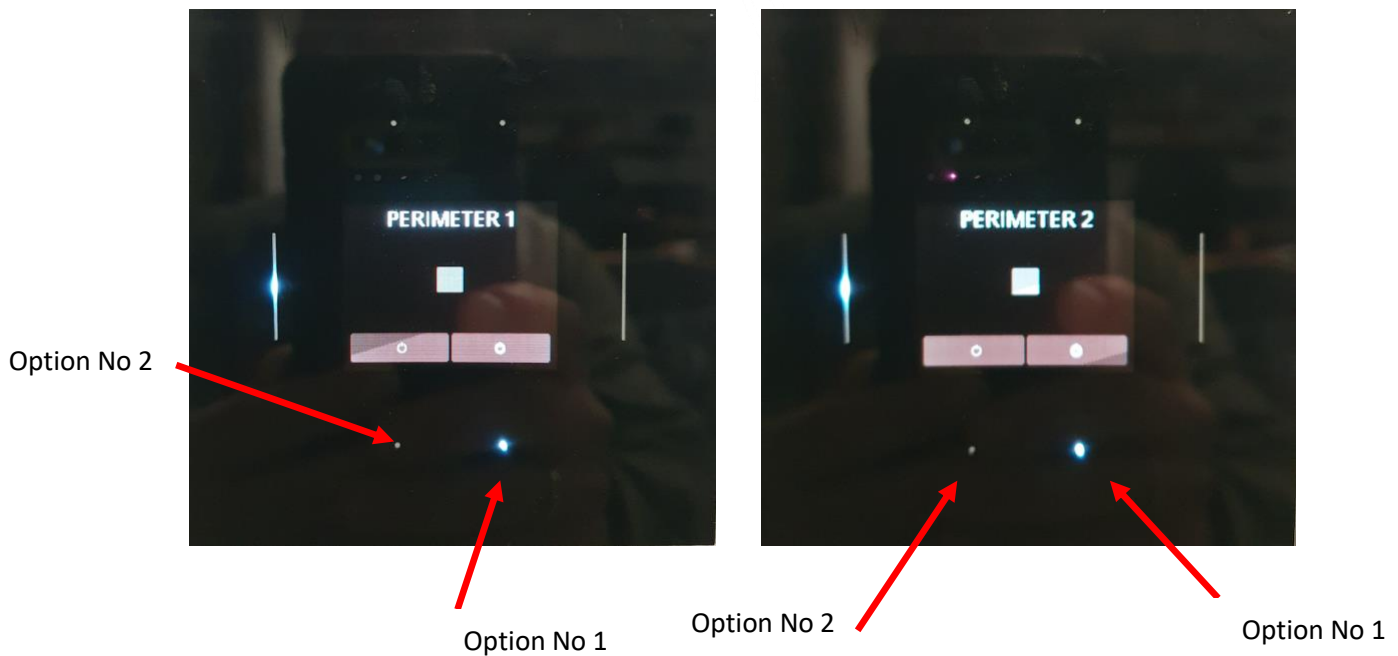 PERIMETER 1
PERIMETER 2
Option No 2
Option No 1
Option No 2
Option No 1